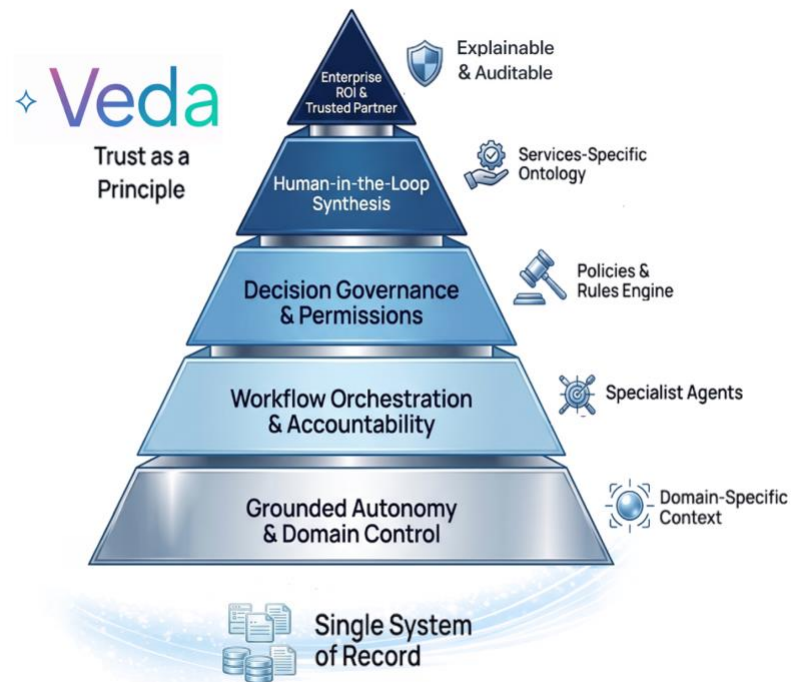 Veda
Trust as a
Principle
Enterprise
ROI &
Trusted Partner
Explainable
& Auditable
Human-in-the-Loop
Synthesis
Services-Specific
Ontology
Decision Governance
& Permissions
Policies &
Rules Engine
Workflow Orchestration
& Accountability
Specialist Agents
Grounded Autonomy
& Domain Control
Domain-Specific
Context
Single System
of Record